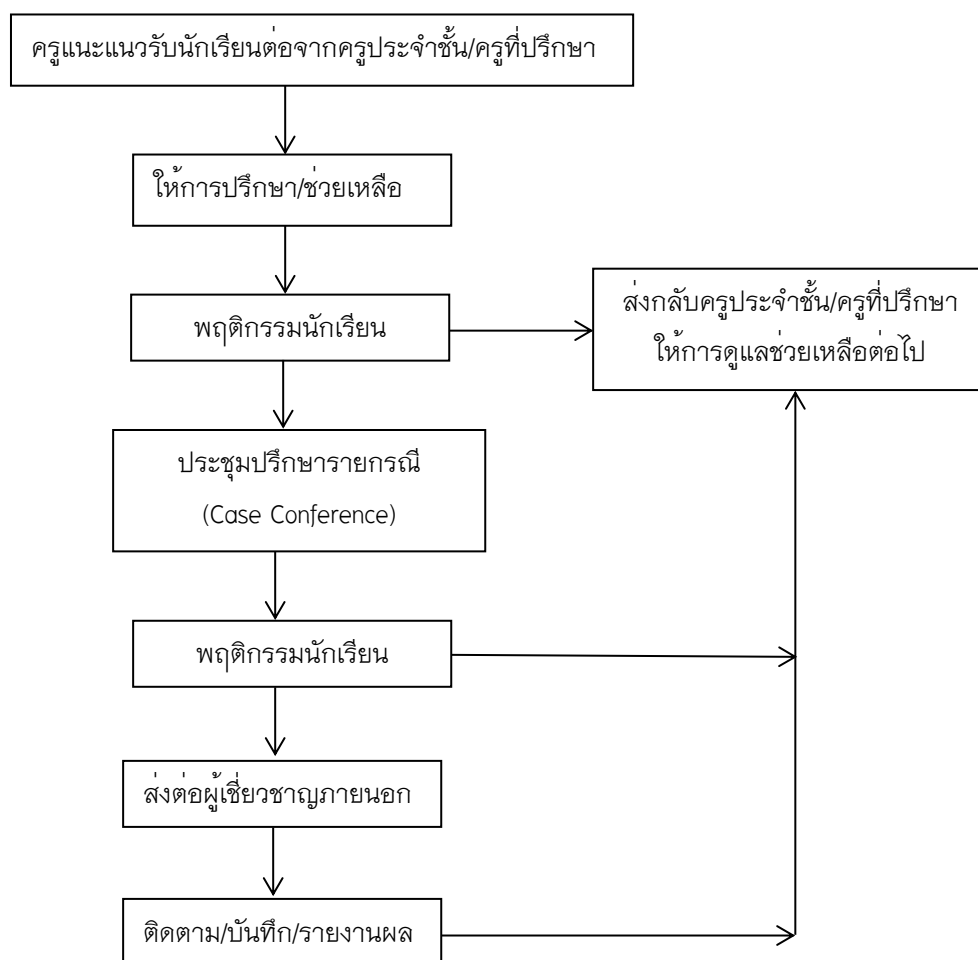 ครูแนะแนวรับนักเรียนต่อจากครูประจำชั้น/ครูที่ปรึกษา
ให้การปรึกษา/ช่วยเหลือ
พฤติกรรมนักเรียน
ส่งกลับครูประจำชั้น/ครูที่ปรึกษา
ให้การดูแลช่วยเหลือต่อไป
ประชุมปรึกษารายกรณี
(Case Conference)
พฤติกรรมนักเรียน
ส่งต่อผู้เชี่ยวชาญภายนอก
ติดตาม/บันทึก/รายงานผล